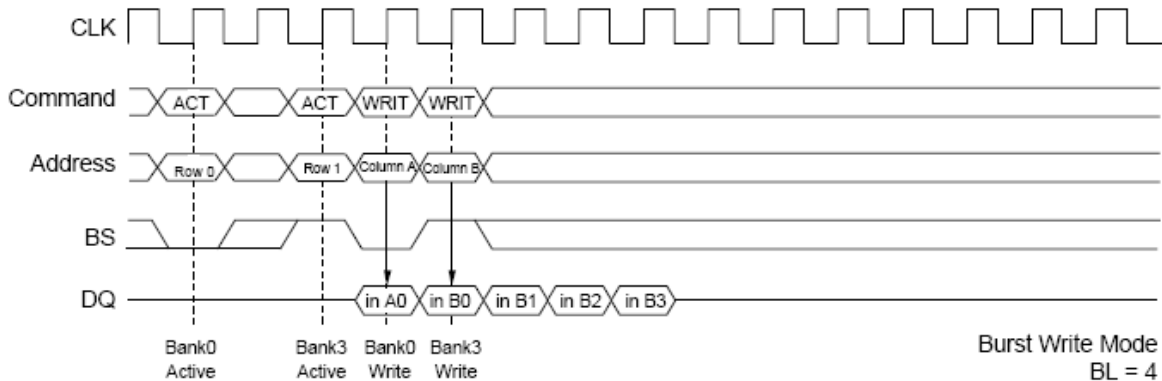 CLK
Command ACT ACT WRIT WRIT
Address Row 0 Row 1 Column A Column B
BS
DQ in A0 in B0 in B1 in B2 in B3
Bank0 Bank3 Bank0 Bank3
Active Active Write Write
Burst Write Mode
BL = 4